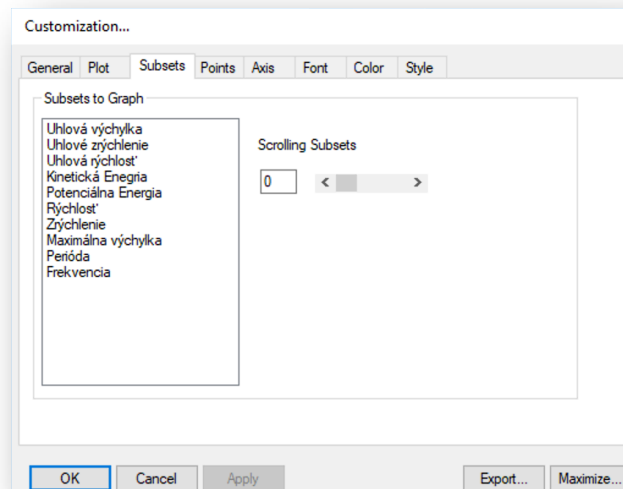 Customization...
General Plot Subsets Points Axis Font Color Style
Subsets to Graph
Uhlová výchylka
Uhlové zrýchlenie
Uhlová rýchlosť
Kinetická Enegria
Potenciálna Energia
Rýchlosť
Zrýchlenie
Maximálna výchylka
Perióda
Frekvencia
Scrolling Subsets
0
OK Cancel Apply Export... Maximize...